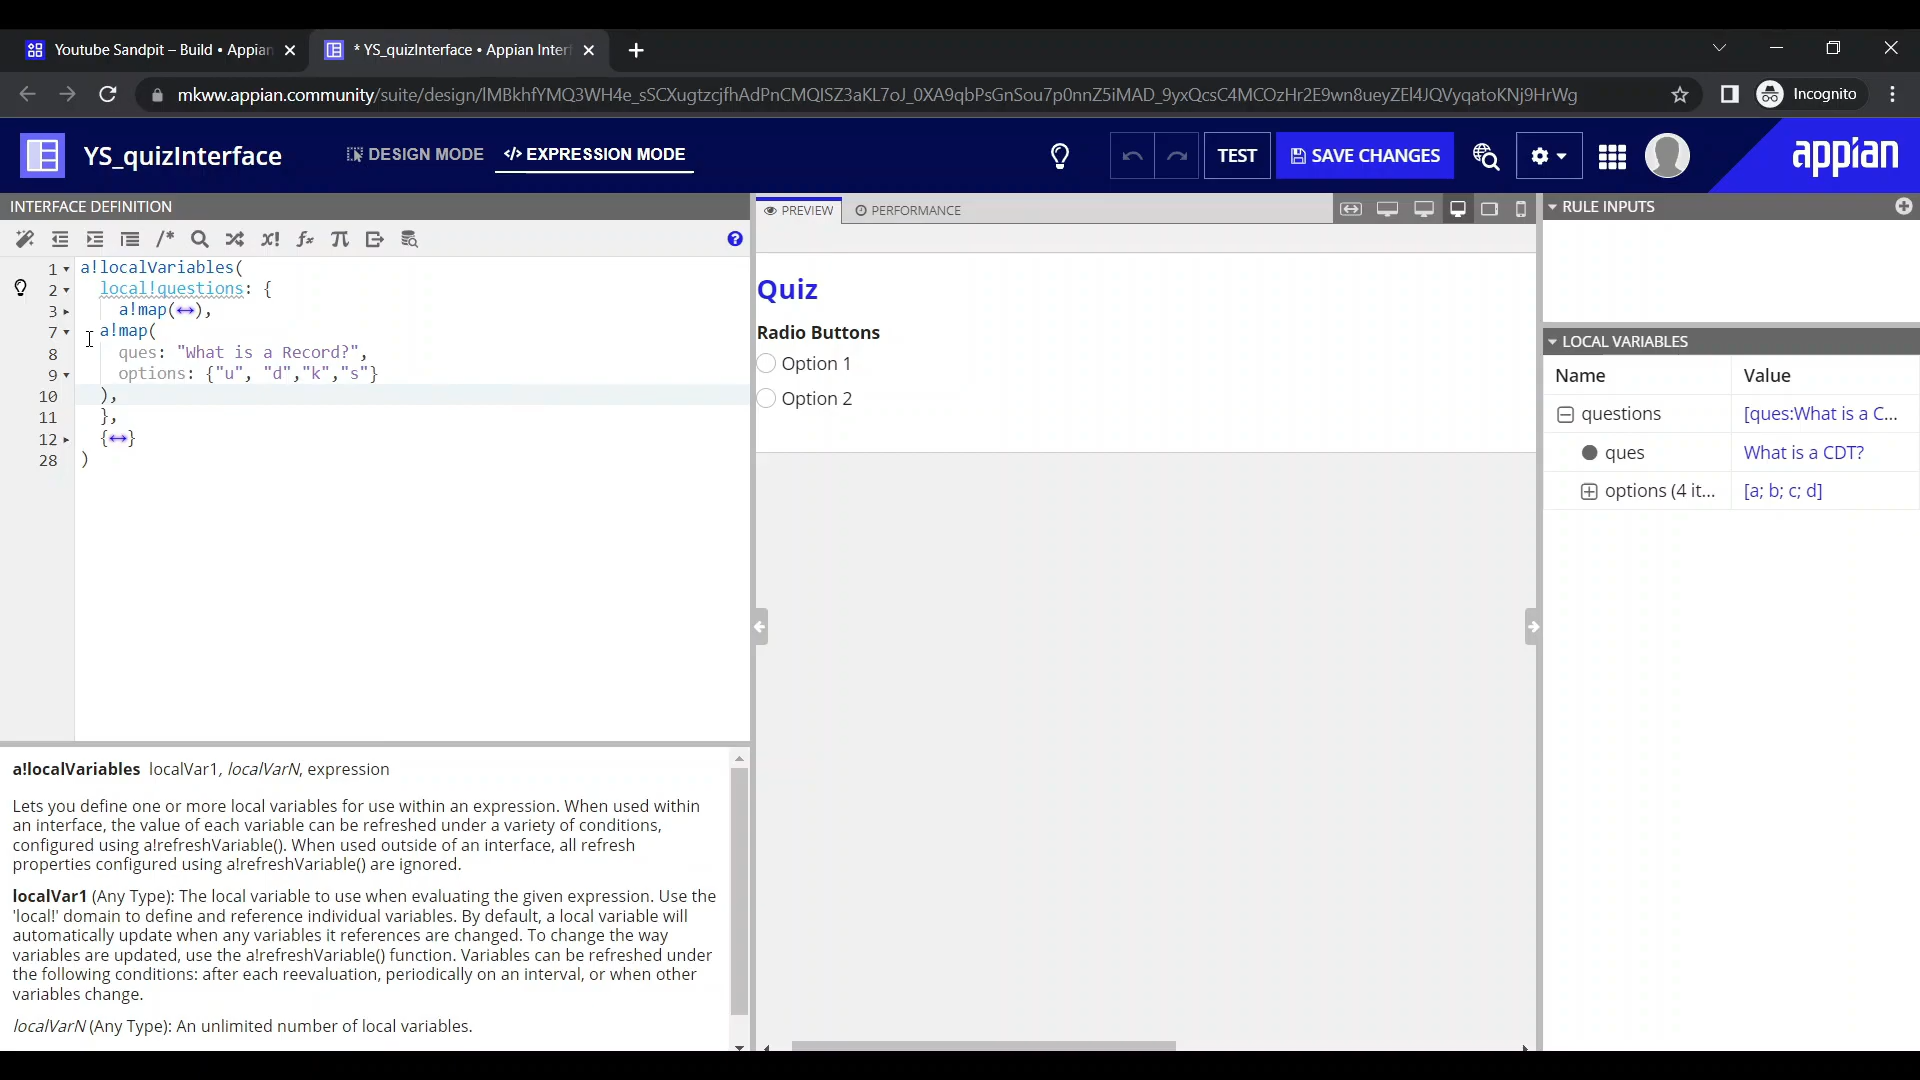 Youtube Sandpit – Build • Appian
* YS_quizInterface • Appian Inter
mkww.appian.community/suite/design/lMBkhfYMQ3WH4e_sSCXugtzcjfhAdPnCMQISZ3aKL7oJ_0XA9qbPsGnSou7p0nnZ5iMAD_9yxQcsC4MCOzHr2E9wn8ueyZEl4JQVyqatoKNj9HrWg
Incognito
YS_quizInterface
DESIGN MODE
</> EXPRESSION MODE
TEST
SAVE CHANGES
appian
INTERFACE DEFINITION
1 a!localVariables(
2 local!questions: {
3 a!map(↔),
7 a!map(
8 ques: "What is a Record?",
9 options: {"u", "d","k","s"}
10 ),
11 },
12 {↔}
28 )
a!localVariables localVar1, localVarN, expression
Lets you define one or more local variables for use within an expression. When used within
an interface, the value of each variable can be refreshed under a variety of conditions,
configured using a!refreshVariable(). When used outside of an interface, all refresh
properties configured using a!refreshVariable() are ignored.
localVar1 (Any Type): The local variable to use when evaluating the given expression. Use the
'local!' domain to define and reference individual variables. By default, a local variable will
automatically update when any variables it references are changed. To change the way
variables are updated, use the a!refreshVariable() function. Variables can be refreshed under
the following conditions: after each reevaluation, periodically on an interval, or when other
variables change.
localVarN (Any Type): An unlimited number of local variables.
PREVIEW
PERFORMANCE
Quiz
Radio Buttons
Option 1
Option 2
RULE INPUTS
LOCAL VARIABLES
Name Value
questions [ques:What is a C...
ques What is a CDT?
options (4 it... [a; b; c; d]